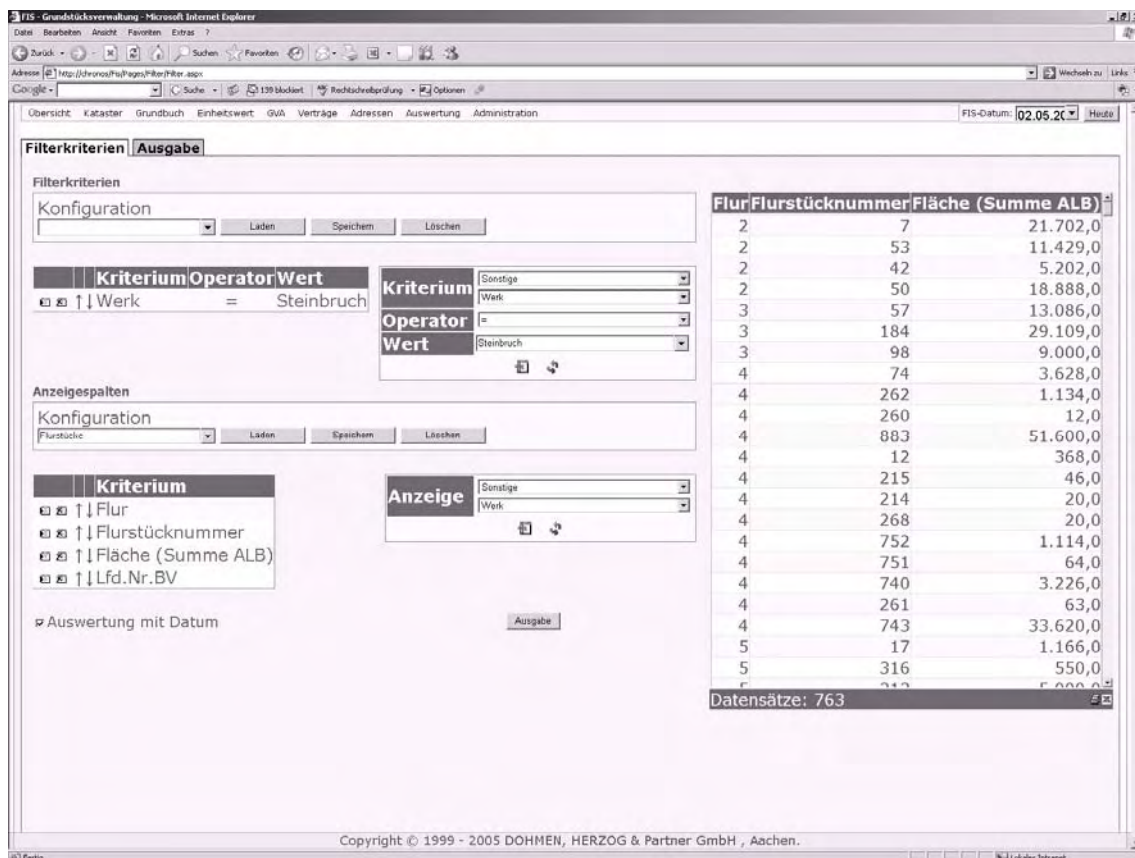 FIS - Grundstücksverwaltung - Microsoft Internet Explorer
Datei Bearbeiten Ansicht Favoriten Extras ?
Zurück Suchen Favoriten
Adresse http://chronos/Fis/Pages/Filter/Filter.aspx Wechseln zu Links
Google - Suche 139 blockiert Rechtschreibprüfung Optionen
Übersicht Kataster Grundbuch Einheitswert GVA Verträge Adressen Auswertung Administration FIS-Datum: 02.05.20 Heute
Filterkriterien Ausgabe
Filterkriterien
Konfiguration
Laden Speichern Löschen
Kriterium Operator Wert
Werk = Steinbruch
Kriterium Sonstige
Werk
Operator =
Wert Steinbruch
Anzeigespalten
Konfiguration
Flurstücke Laden Speichern Löschen
Kriterium
Flur
Flurstücknummer
Fläche (Summe ALB)
Lfd.Nr.BV
Anzeige Sonstige
Werk
Auswertung mit Datum Ausgabe
Flur Flurstücknummer Fläche (Summe ALB)
2 7 21.702,0
2 53 11.429,0
2 42 5.202,0
2 50 18.888,0
3 57 13.086,0
3 184 29.109,0
3 98 9.000,0
4 74 3.628,0
4 262 1.134,0
4 260 12,0
4 883 51.600,0
4 12 368,0
4 215 46,0
4 214 20,0
4 268 20,0
4 752 1.114,0
4 751 64,0
4 740 3.226,0
4 261 63,0
4 743 33.620,0
5 17 1.166,0
5 316 550,0
Datensätze: 763
Copyright © 1999 - 2005 DOHMEN, HERZOG & Partner GmbH , Aachen.
Fertig Lokales Intranet